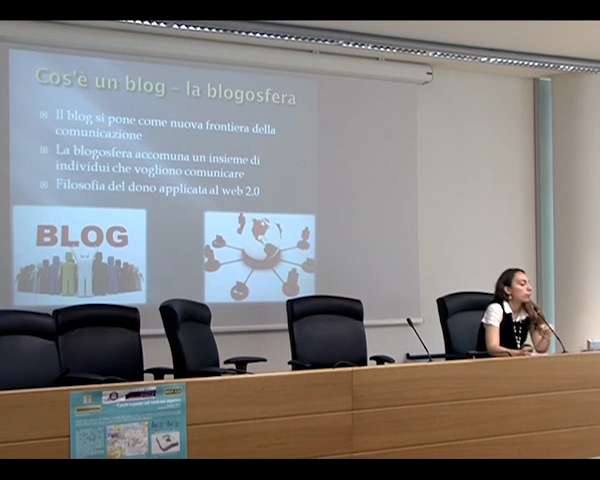 Cos'è un blog – la blogosfera
Il blog si pone come nuova frontiera della
comunicazione
La blogosfera accomuna un insieme di
individui che vogliono comunicare
Filosofia del dono applicata al web 2.0
BLOG